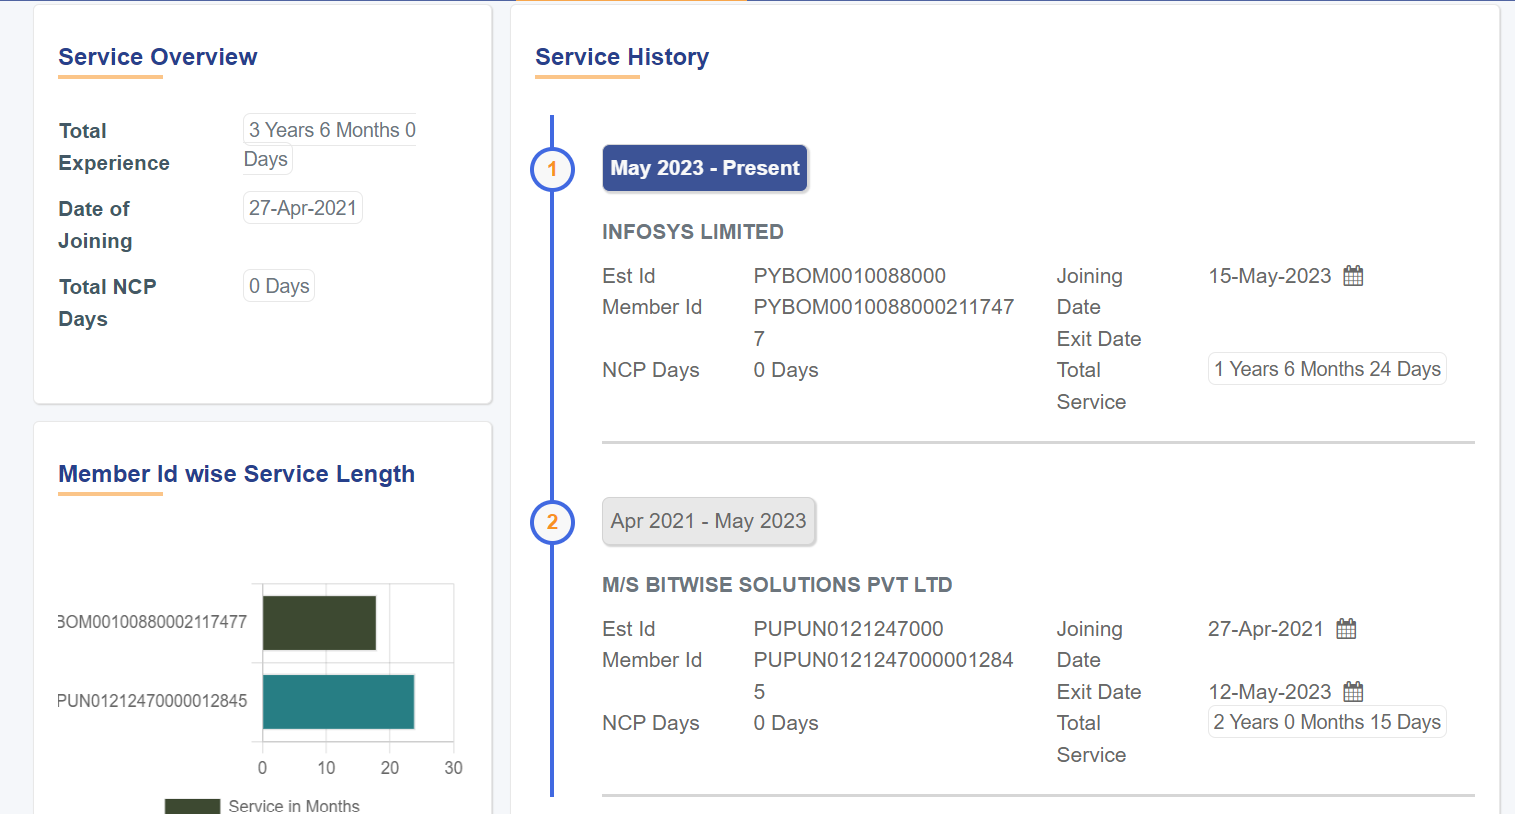 Service Overview
Total Experience
3 Years 6 Months 0 Days
Date of Joining
27-Apr-2021
Total NCP Days
0 Days
Member Id wise Service Length
BOM00100880002117477
PUN01212470000012845
0 10 20 30
Service in Months
Service History
1
May 2023 - Present
INFOSYS LIMITED
Est Id PYBOM0010088000
Member Id PYBOM00100880002117477
NCP Days 0 Days
Joining Date 15-May-2023
Exit Date
Total Service 1 Years 6 Months 24 Days
2
Apr 2021 - May 2023
M/S BITWISE SOLUTIONS PVT LTD
Est Id PUPUN0121247000
Member Id PUPUN01212470000012845
NCP Days 0 Days
Joining Date 27-Apr-2021
Exit Date 12-May-2023
Total Service 2 Years 0 Months 15 Days